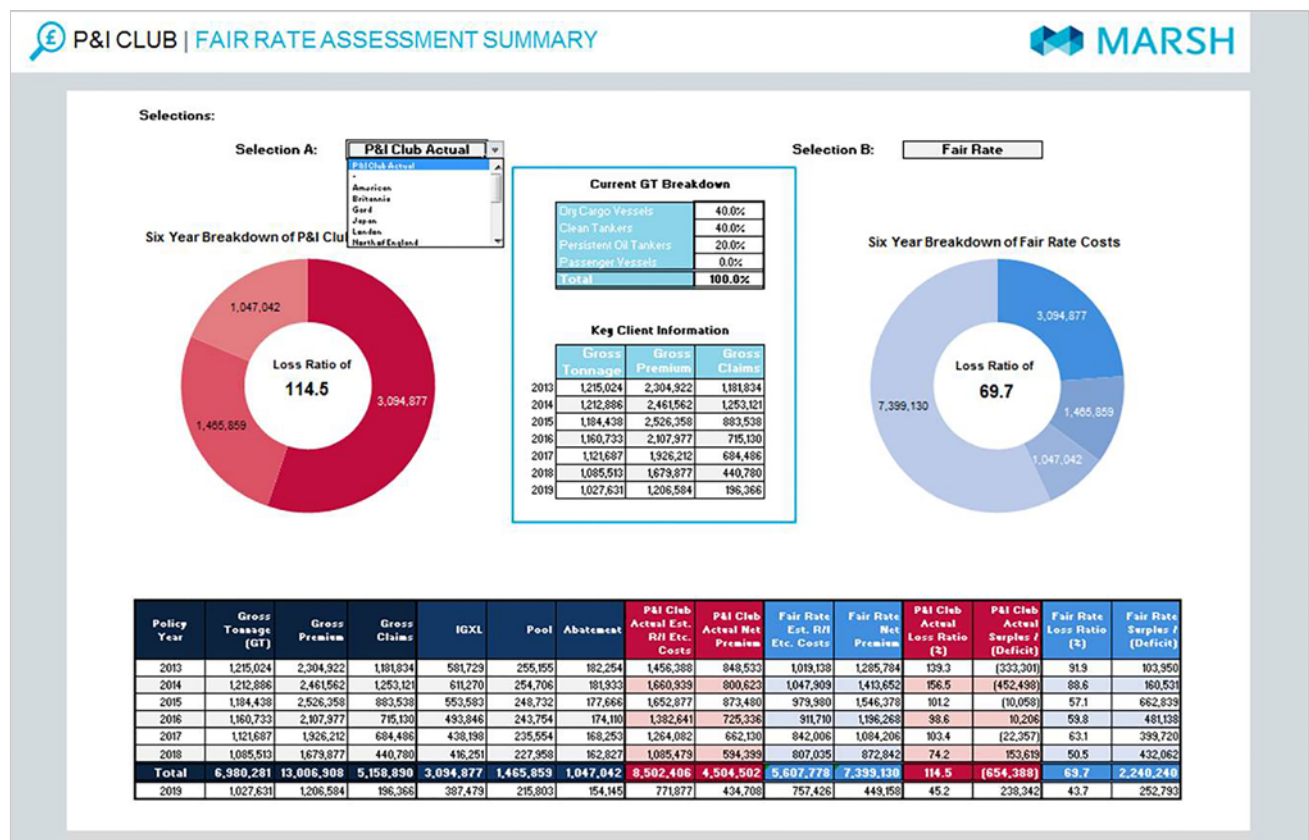 P&I CLUB | FAIR RATE ASSESSMENT SUMMARY
MARSH
Selections:
Selection A: P&I Club Actual
Selection B: Fair Rate
P&I Club Actual
-
American
Britannia
Gard
Japan
London
North of England
Six Year Breakdown of P&I Clu
1,047,042
1,465,859
3,094,877
Loss Ratio of
114.5
Current GT Breakdown
Dry Cargo Vessels 40.0%
Clean Tankers 40.0%
Persistent Oil Tankers 20.0%
Passenger Vessels 0.0%
Total 100.0%
Key Client Information
Gross Tonnage Gross Premium Gross Claims
2013 1,215,024 2,304,922 1,181,834
2014 1,212,886 2,461,562 1,253,121
2015 1,184,438 2,526,358 883,538
2016 1,160,733 2,107,977 715,130
2017 1,121,687 1,926,212 684,486
2018 1,085,513 1,679,877 440,780
2019 1,027,631 1,206,584 196,366
Six Year Breakdown of Fair Rate Costs
3,094,877
7,399,130
1,465,859
1,047,042
Loss Ratio of
69.7
Policy Year Gross Tonnage (GT) Gross Premium Gross Claims IGXL Pool Abatement P&I Club Actual Est. R/I Etc. Costs P&I Club Actual Net Premium Fair Rate Est. R/I Etc. Costs Fair Rate Net Premium P&I Club Actual Loss Ratio (%) P&I Club Actual Surplus / (Deficit) Fair Rate Loss Ratio (%) Fair Rate Surplus / (Deficit)
2013 1,215,024 2,304,922 1,181,834 581,729 255,155 182,254 1,456,388 848,533 1,019,138 1,285,784 139.3 (333,301) 91.9 103,950
2014 1,212,886 2,461,562 1,253,121 611,270 254,706 181,933 1,660,939 800,623 1,047,909 1,413,652 156.5 (452,498) 88.6 160,531
2015 1,184,438 2,526,358 883,538 553,583 248,732 177,666 1,652,877 873,480 979,980 1,546,378 101.2 (10,058) 57.1 662,839
2016 1,160,733 2,107,977 715,130 493,846 243,754 174,110 1,382,641 725,336 911,710 1,196,268 98.6 10,206 59.8 481,138
2017 1,121,687 1,926,212 684,486 438,198 235,554 168,253 1,264,082 662,130 842,006 1,084,206 103.4 (22,357) 63.1 399,720
2018 1,085,513 1,679,877 440,780 416,251 227,958 162,827 1,085,479 594,399 807,035 872,842 74.2 153,619 50.5 432,062
Total 6,980,281 13,006,908 5,158,890 3,094,877 1,465,859 1,047,042 8,502,406 4,504,502 5,607,778 7,399,130 114.5 (654,388) 69.7 2,240,240
2019 1,027,631 1,206,584 196,366 387,479 215,803 154,145 771,877 434,708 757,426 449,158 45.2 238,342 43.7 252,793